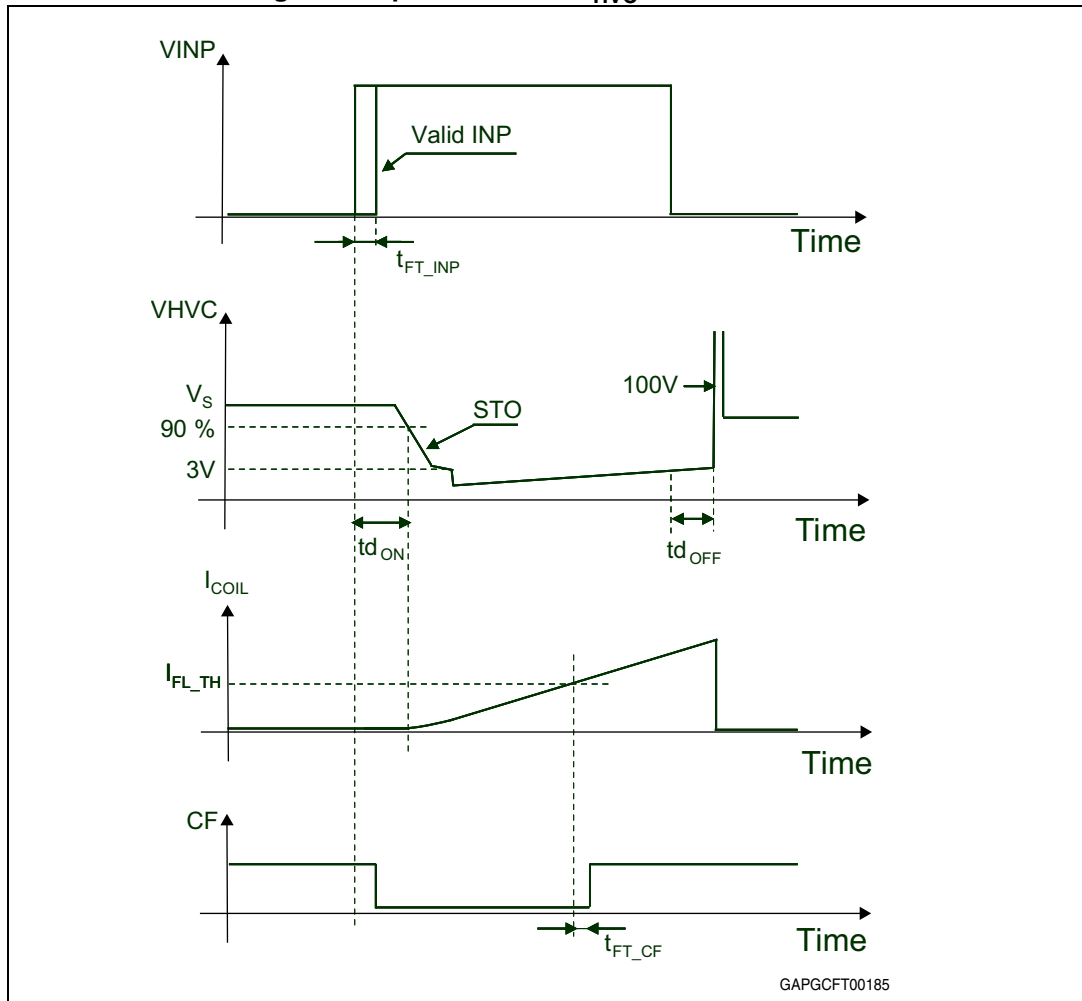 VINP
Valid INP
Time
tFT_INP
VHVC
VS
90 %
3V
STO
100V
Time
tdON
tdOFF
ICOIL
IFL_TH
Time
CF
Time
tFT_CF
GAPGCFT00185